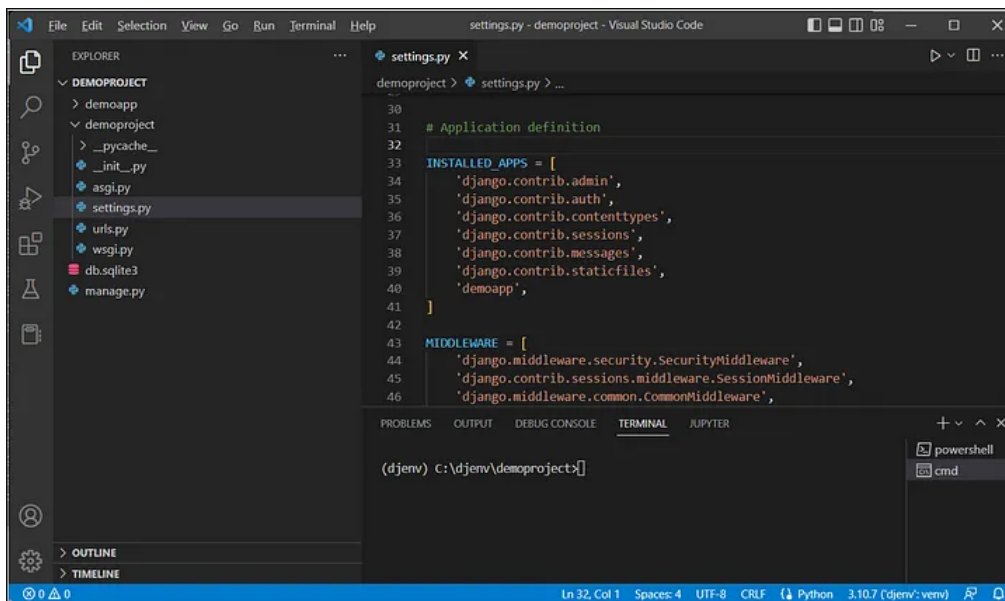 File Edit Selection View Go Run Terminal Help settings.py - demoproject - Visual Studio Code
EXPLORER
DEMOPROJECT
demoapp
demoproject
__pycache__
__init__.py
asgi.py
settings.py
urls.py
wsgi.py
db.sqlite3
manage.py
OUTLINE
TIMELINE
settings.py
demoproject > settings.py > ...
30
31 # Application definition
32
33 INSTALLED_APPS = [
34 'django.contrib.admin',
35 'django.contrib.auth',
36 'django.contrib.contenttypes',
37 'django.contrib.sessions',
38 'django.contrib.messages',
39 'django.contrib.staticfiles',
40 'demoapp',
41 ]
42
43 MIDDLEWARE = [
44 'django.middleware.security.SecurityMiddleware',
45 'django.contrib.sessions.middleware.SessionMiddleware',
46 'django.middleware.common.CommonMiddleware',
PROBLEMS OUTPUT DEBUG CONSOLE TERMINAL JUPYTER
(djenv) C:\djenv\demoproject>
powershell
cmd
0 0 Ln 32, Col 1 Spaces: 4 UTF-8 CRLF Python 3.10.7 ('djenv': venv)